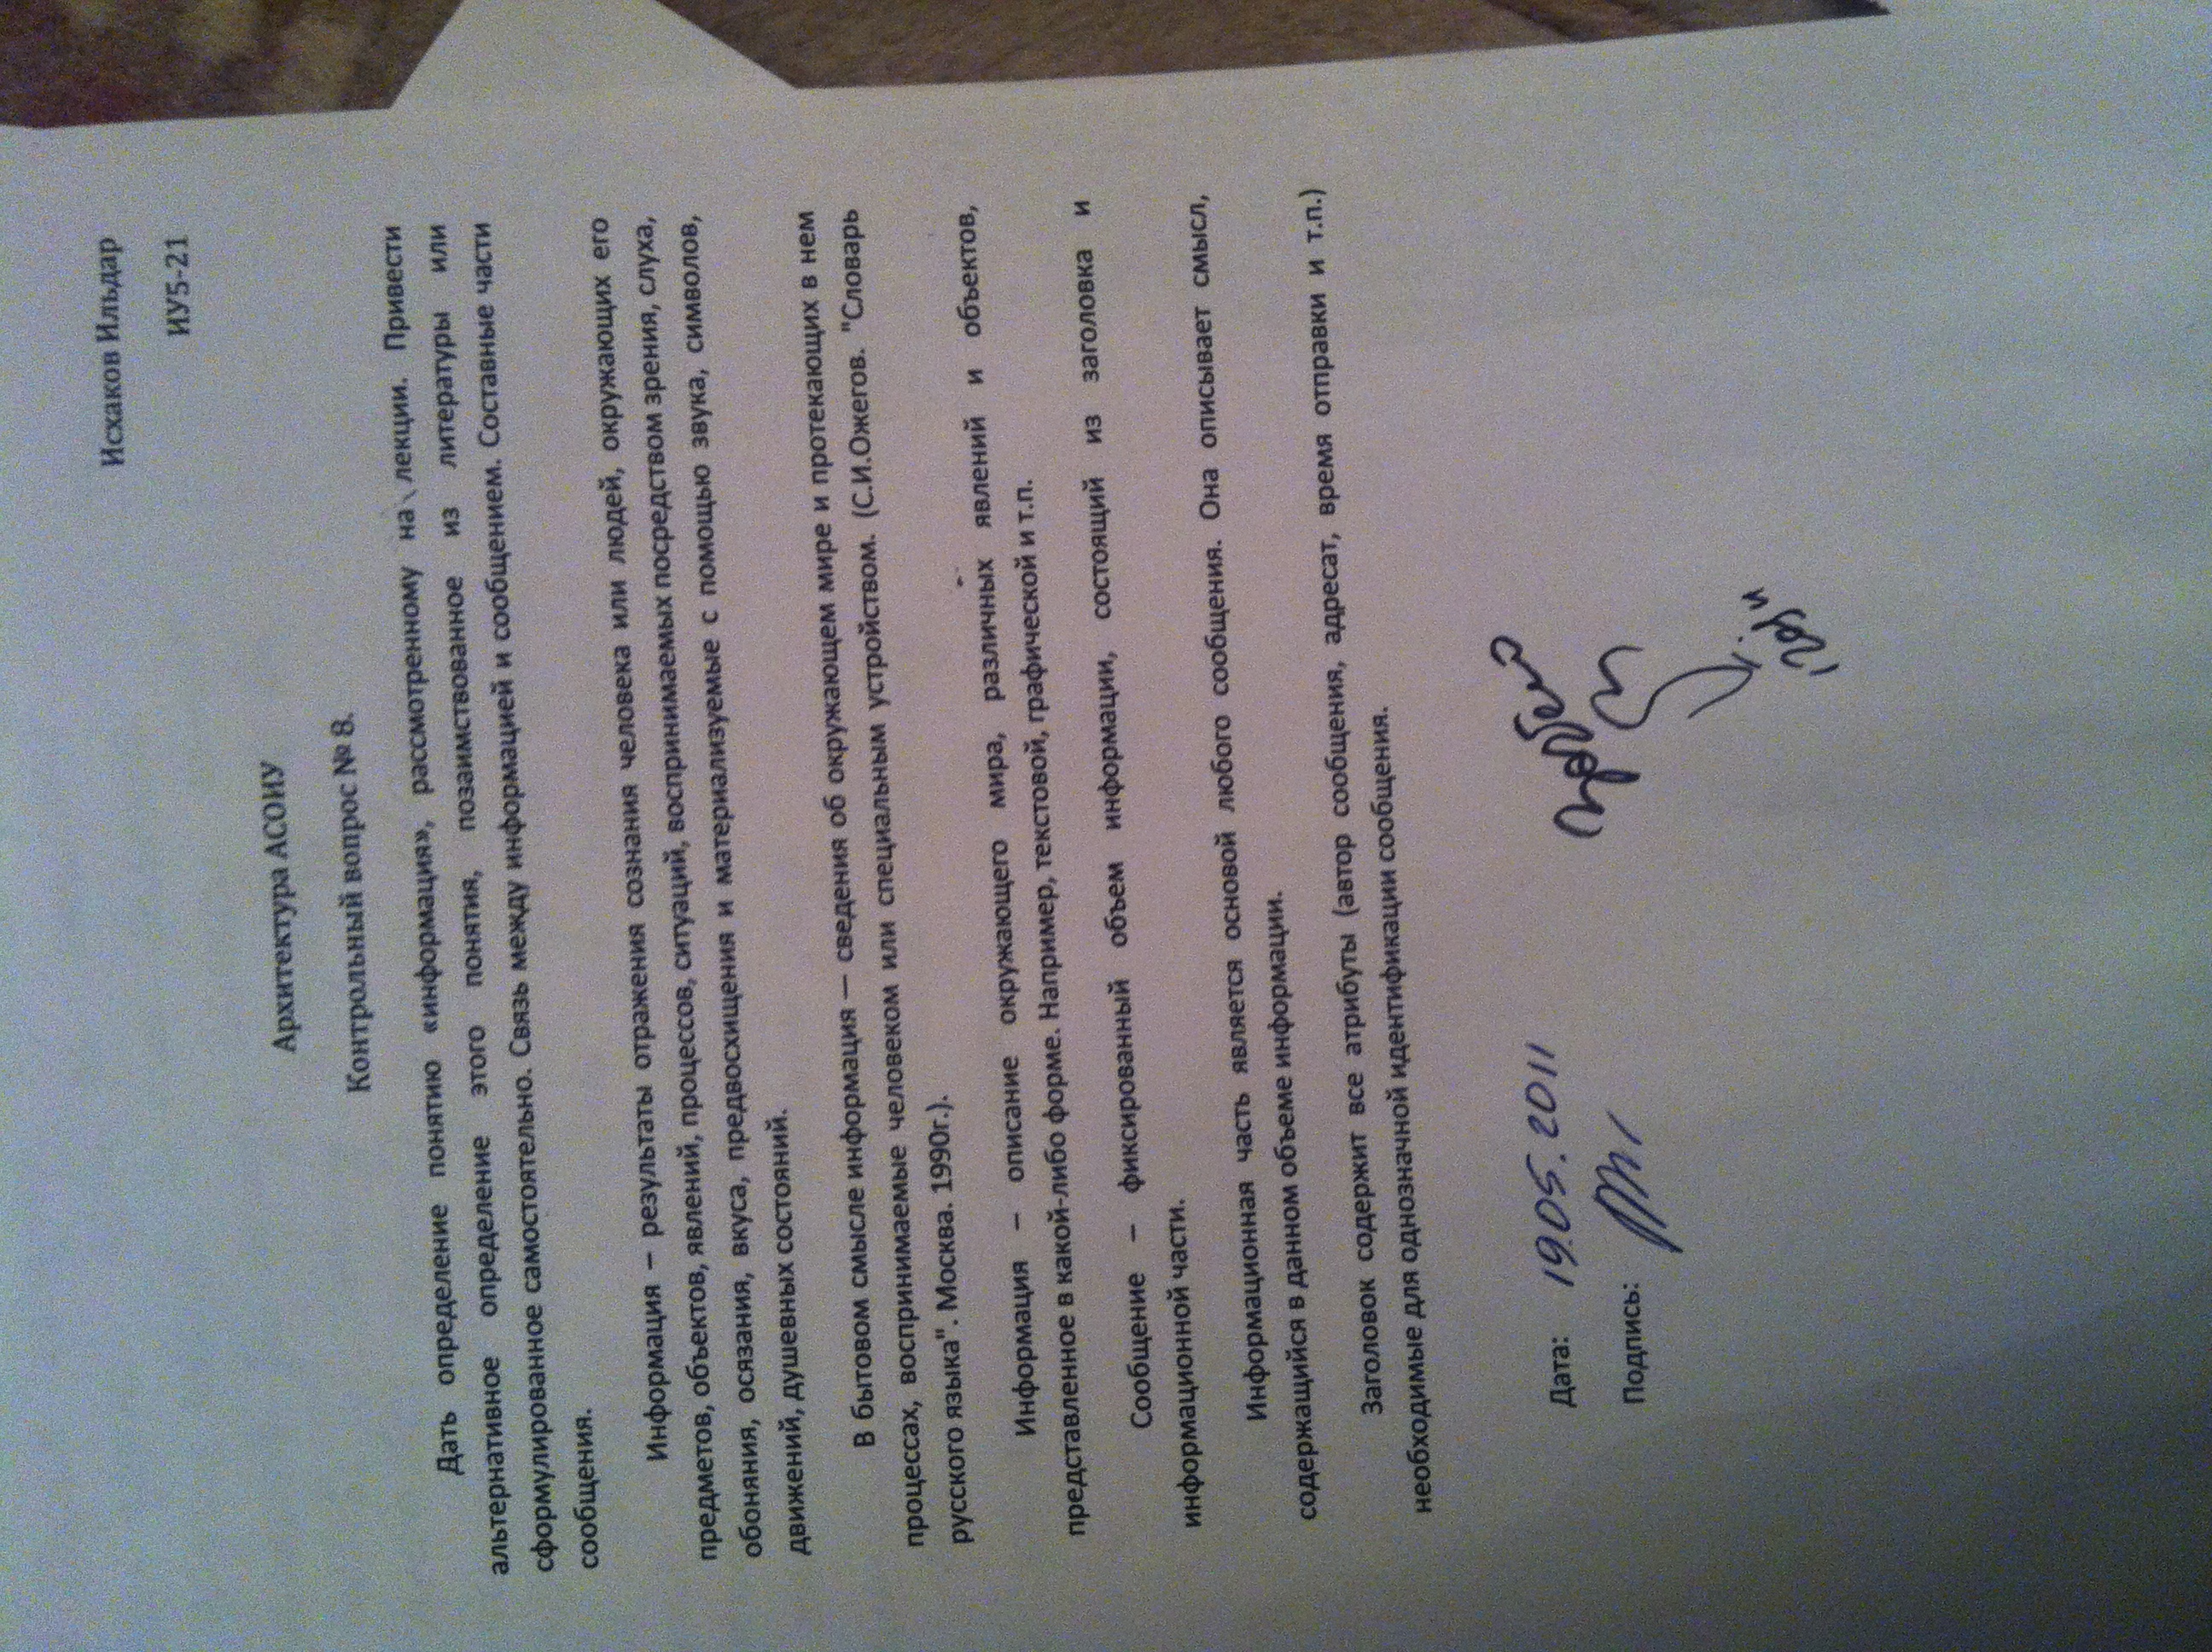 Исхаков Ильдар
ИУ5-21
Архитектура АСОИУ
Контрольный вопрос № 8.
Дать определение понятию «информация», рассмотренному на лекции. Привести
альтернативное определение этого понятия, позаимствованное из литературы или
сформулированное самостоятельно. Связь между информацией и сообщением. Составные части
сообщения.
Информация – результаты отражения сознания человека или людей, окружающих его
предметов, объектов, явлений, процессов, ситуаций, воспринимаемых посредством зрения, слуха,
обоняния, осязания, вкуса, предвосхищения и материализуемые с помощью звука, символов,
движений, душевных состояний.
В бытовом смысле информация — сведения об окружающем мире и протекающих в нем
процессах, воспринимаемые человеком или специальным устройством. (С.И.Ожегов. "Словарь
русского языка". Москва. 1990г.).
Информация – описание окружающего мира, различных явлений и объектов,
представленное в какой-либо форме. Например, текстовой, графической и т.п.
Сообщение – фиксированный объем информации, состоящий из заголовка и
информационной части.
Информационная часть является основой любого сообщения. Она описывает смысл,
содержащийся в данном объеме информации.
Заголовок содержит все атрибуты (автор сообщения, адресат, время отправки и т.п.)
необходимые для однозначной идентификации сообщения.
Дата: 19.05.2011
Подпись: